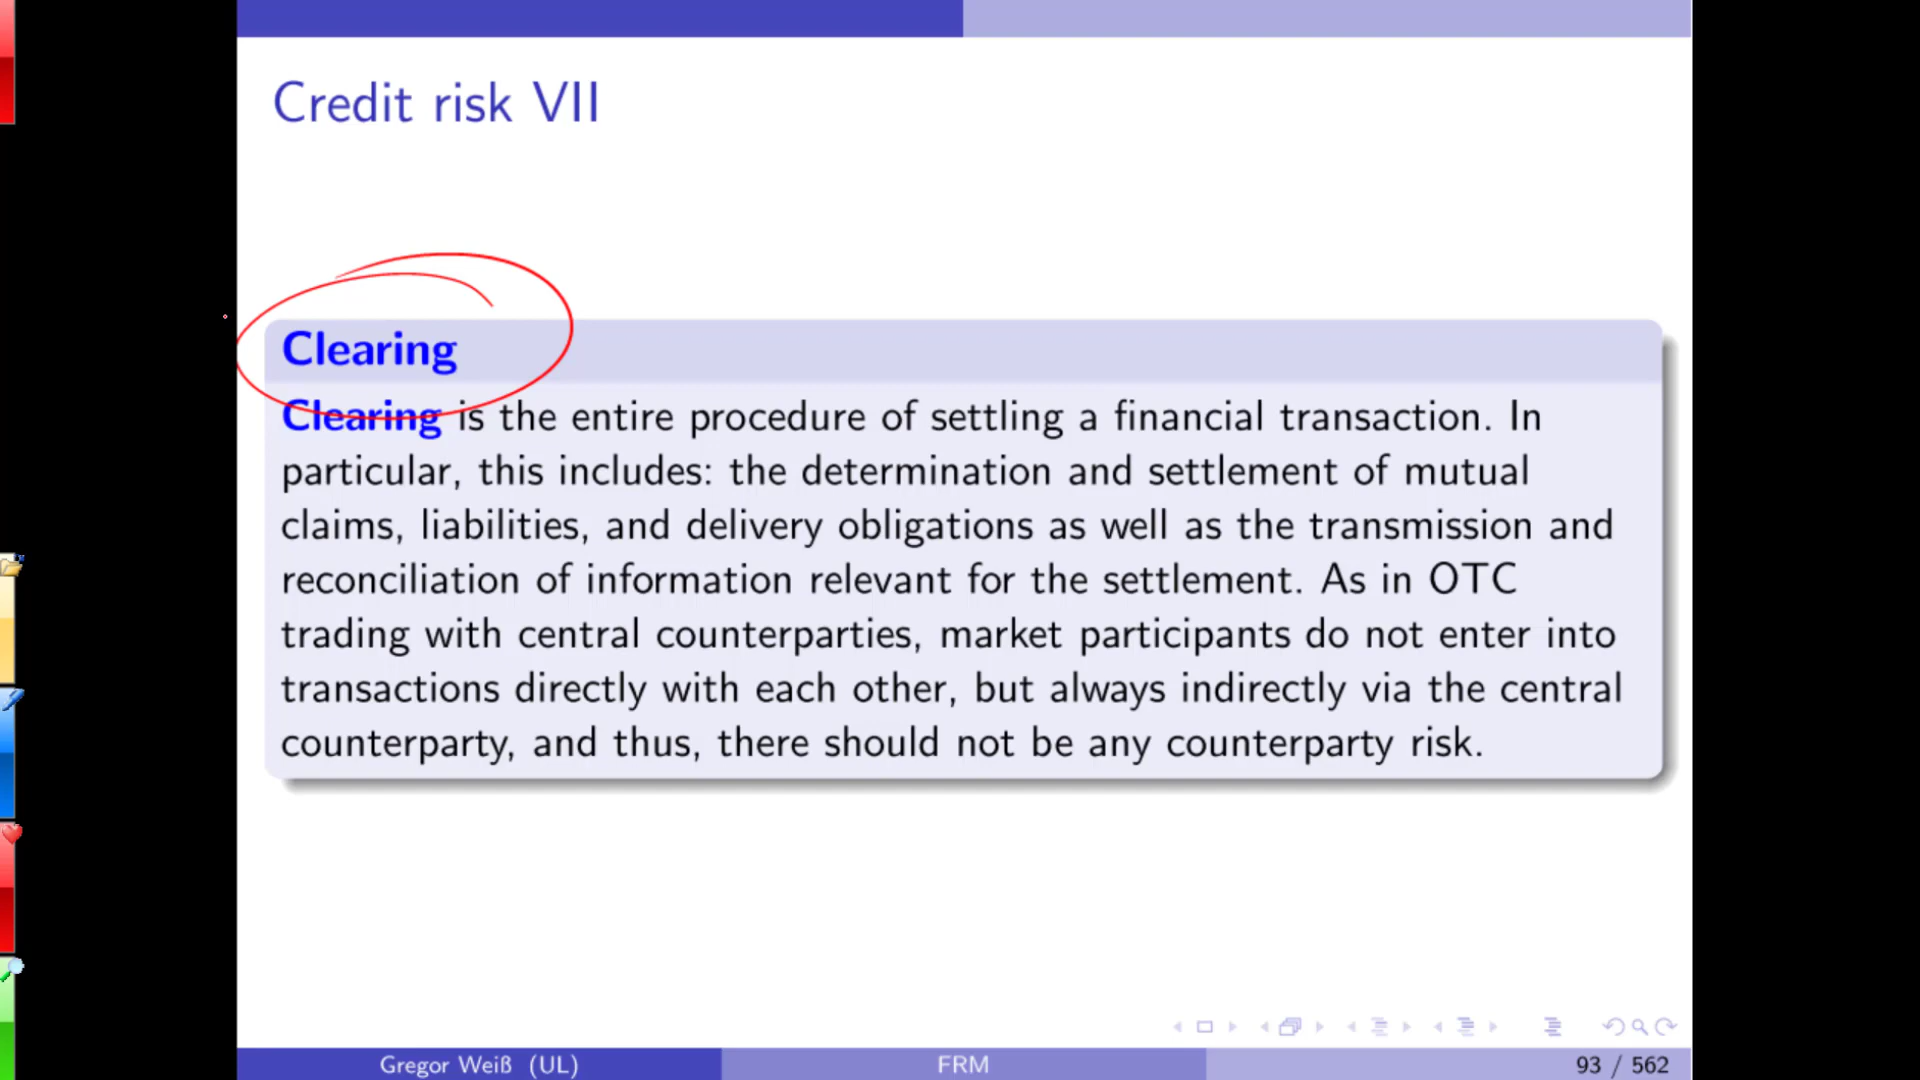 Credit risk VII
Clearing
Clearing is the entire procedure of settling a financial transaction. In
particular, this includes: the determination and settlement of mutual
claims, liabilities, and delivery obligations as well as the transmission and
reconciliation of information relevant for the settlement. As in OTC
trading with central counterparties, market participants do not enter into
transactions directly with each other, but always indirectly via the central
counterparty, and thus, there should not be any counterparty risk.
Gregor Weiß (UL) FRM 93 / 562